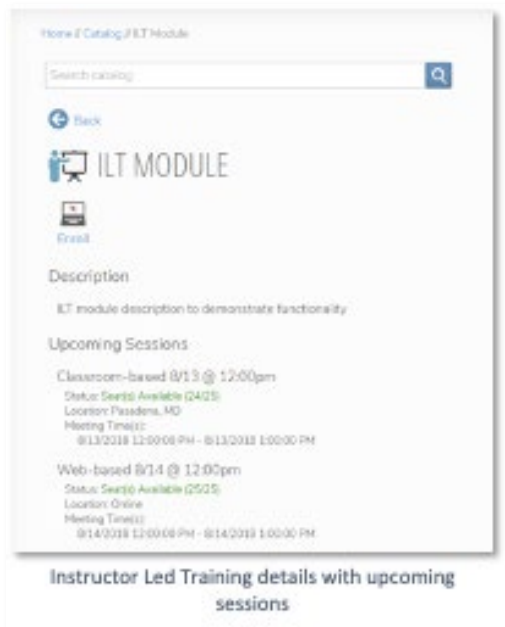 Home // Catalog // ILT Module
Search catalog
Back
ILT MODULE
Enroll
Description
ILT module description to demonstrate functionality
Upcoming Sessions
Classroom-based 8/13 @ 12:00pm
Status: Seat(s) Available (24/25)
Location: Pasadena, MD
Meeting Time(s):
8/13/2018 12:00:00 PM - 8/13/2018 1:00:00 PM
Web-based 8/14 @ 12:00pm
Status: Seat(s) Available (25/25)
Location: Online
Meeting Time(s):
8/14/2018 12:00:00 PM - 8/14/2018 1:00:00 PM
Instructor Led Training details with upcoming
sessions